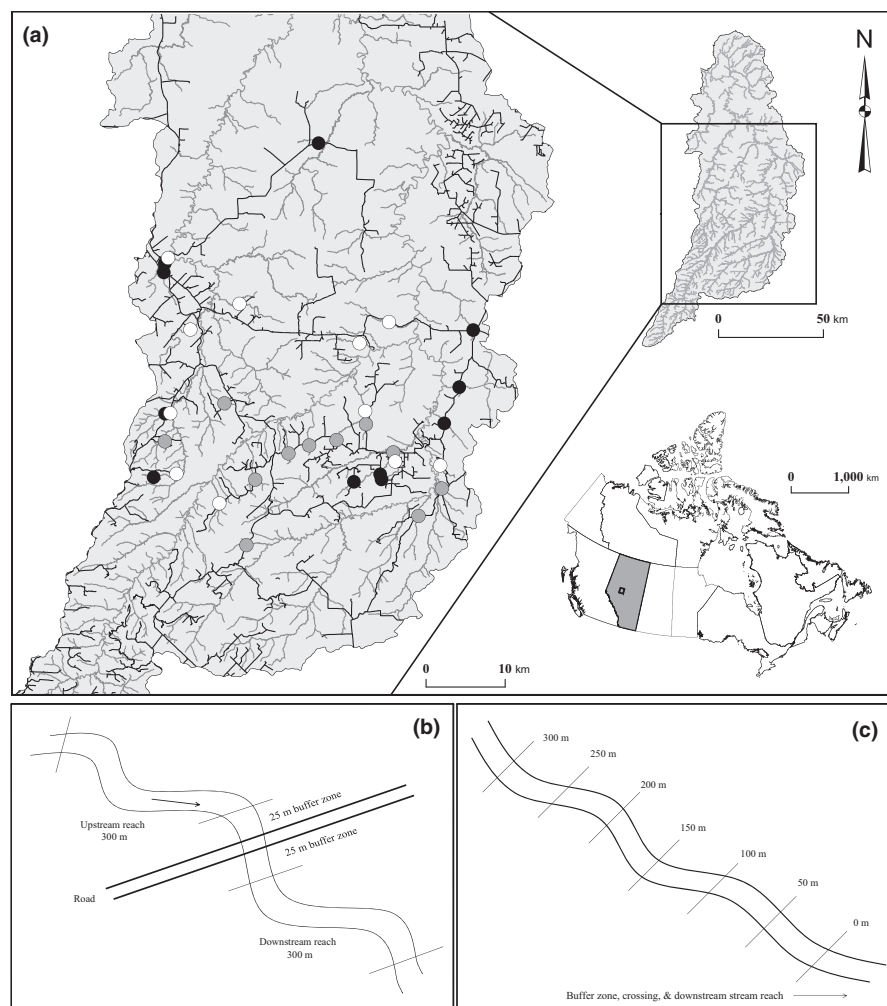 (a)
N
0 50 km
0 1,000 km
0 10 km
(b)
25 m buffer zone
25 m buffer zone
Upstream reach
300 m
Road
Downstream reach
300 m
(c)
300 m
250 m
200 m
150 m
100 m
50 m
0 m
Buffer zone, crossing, & downstream stream reach